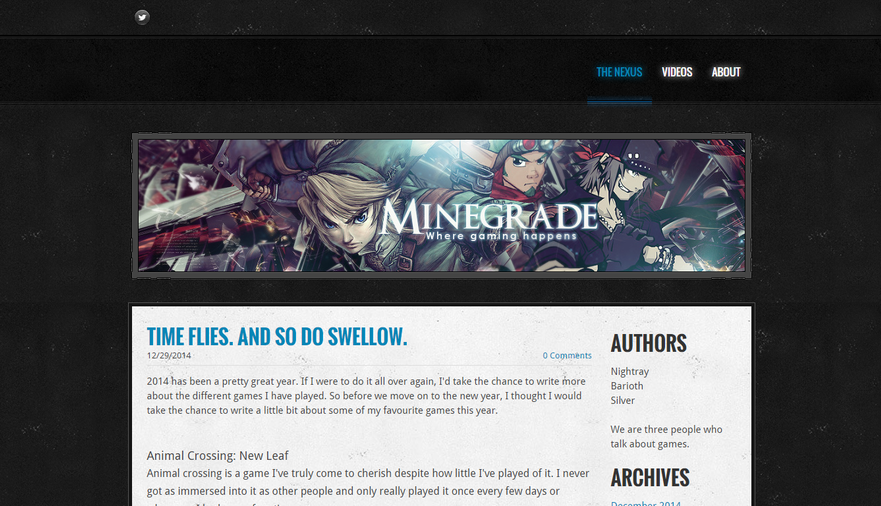 THE NEXUS VIDEOS ABOUT
MINEGRADE
Where gaming happens
TIME FLIES. AND SO DO SWELLOW.
12/29/2014 0 Comments
2014 has been a pretty great year. If I were to do it all over again, I'd take the chance to write more
about the different games I have played. So before we move on to the new year, I thought I would
take the chance to write a little bit about some of my favourite games this year.
Animal Crossing: New Leaf
Animal crossing is a game I've truly come to cherish despite how little I've played of it. I never
got as immersed into it as other people and only really played it once every few days or
AUTHORS
Nightray
Barioth
Silver
We are three people who
talk about games.
ARCHIVES
December 2014